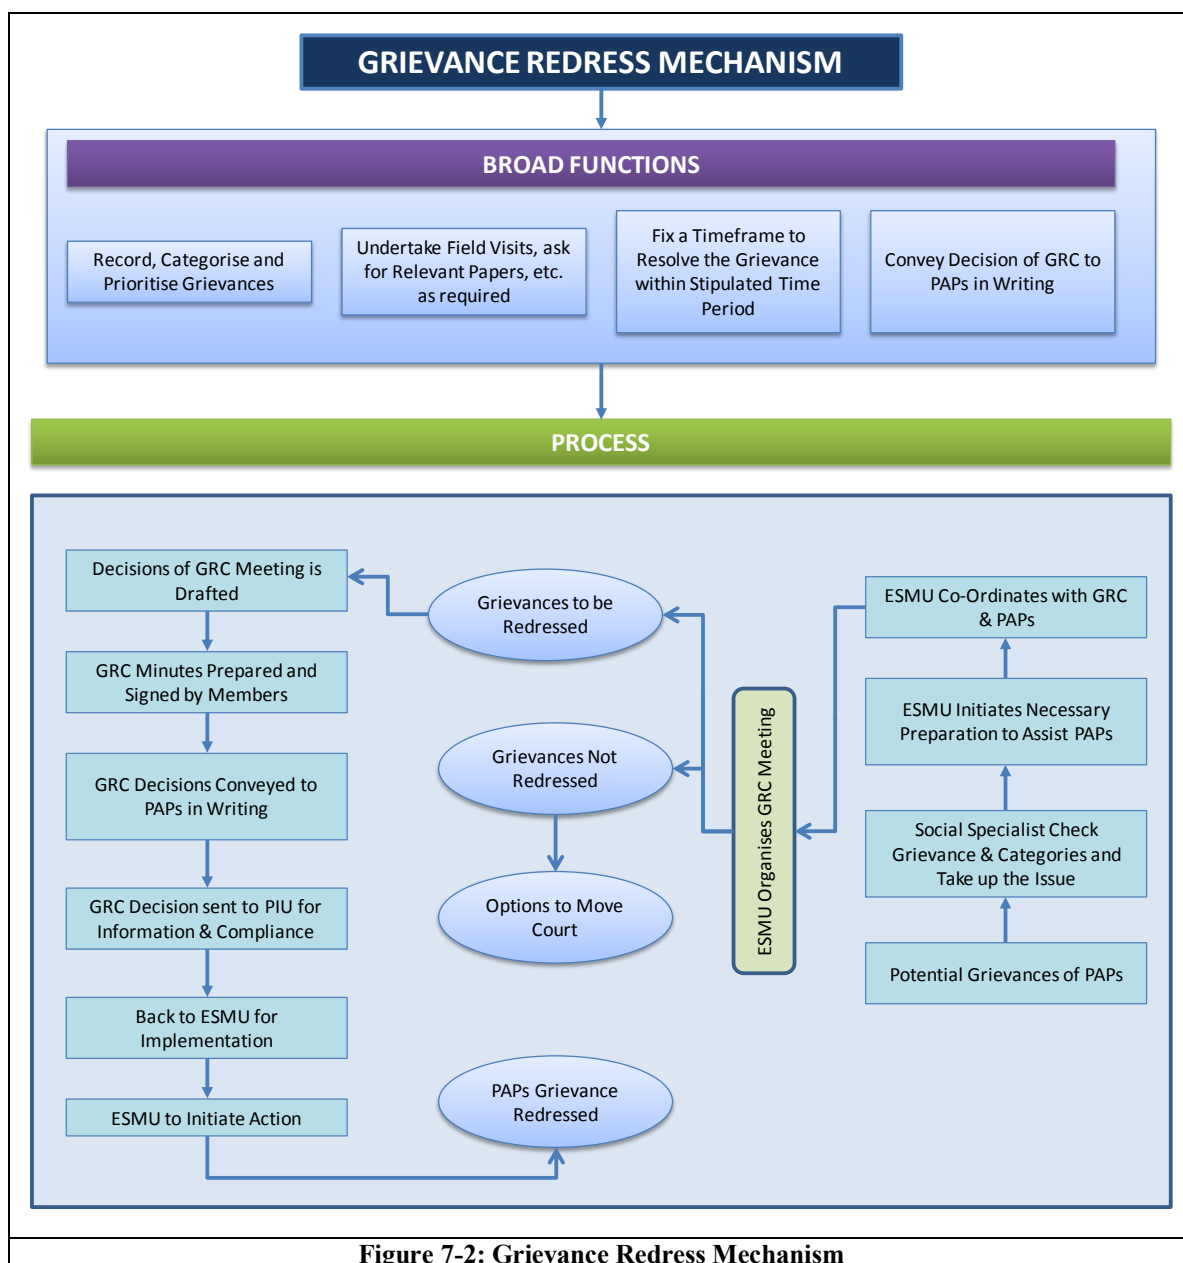 GRIEVANCE REDRESS MECHANISM
BROAD FUNCTIONS
Record, Categorise and
Prioritise Grievances
Undertake Field Visits, ask
for Relevant Papers, etc.
as required
Fix a Timeframe to
Resolve the Grievance
within Stipulated Time
Period
Convey Decision of GRC to
PAPs in Writing
PROCESS
Decisions of GRC Meeting is
Drafted
GRC Minutes Prepared and
Signed by Members
GRC Decisions Conveyed to
PAPs in Writing
GRC Decision sent to PIU for
Information & Compliance
Back to ESMU for
Implementation
ESMU to Initiate Action
Grievances to be
Redressed
Grievances Not
Redressed
Options to Move
Court
PAPs Grievance
Redressed
ESMU Organises GRC Meeting
ESMU Co-Ordinates with GRC
& PAPs
ESMU Initiates Necessary
Preparation to Assist PAPs
Social Specialist Check
Grievance & Categories and
Take up the Issue
Potential Grievances of PAPs
Figure 7-2: Grievance Redress Mechanism